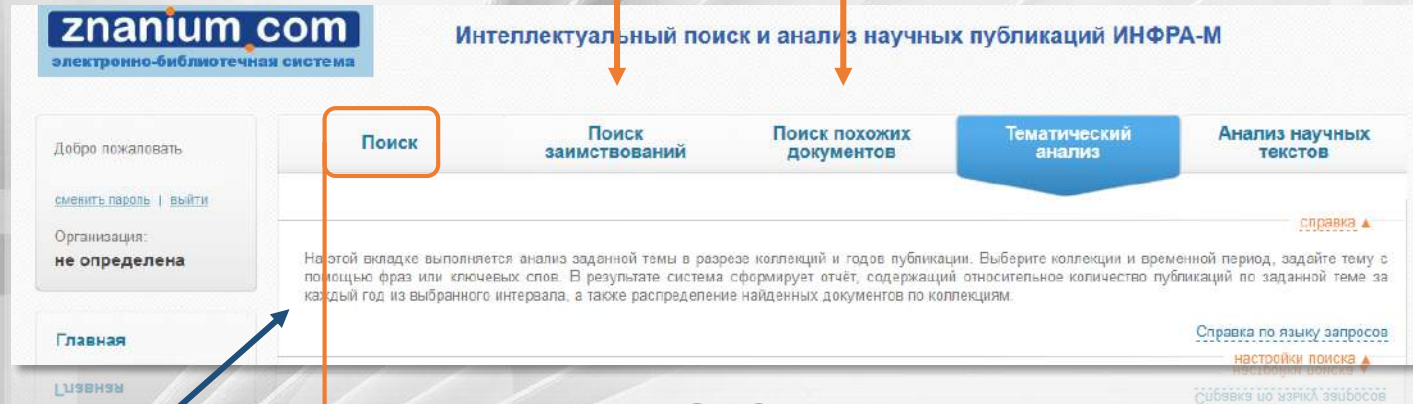 znanium.com
электронно-библиотечная система
Интеллектуальный поиск и анализ научных публикаций ИНФРА-М
Добро пожаловать
сменить пароль | выйти
Организация:
не определена
Главная
Поиск
Поиск
заимствований
Поиск похожих
документов
Тематический
анализ
Анализ научных
текстов
справка ▲
На этой вкладке выполняется анализ заданной темы в разрезе коллекций и годов публикации. Выберите коллекции и временной период, задайте тему с
помощью фраз или ключевых слов. В результате система сформирует отчёт, содержащий относительное количество публикаций по заданной теме за
каждый год из выбранного интервала, а также распределение найденных документов по коллекциям.
Справка по языку запросов
настройки поиска ▲